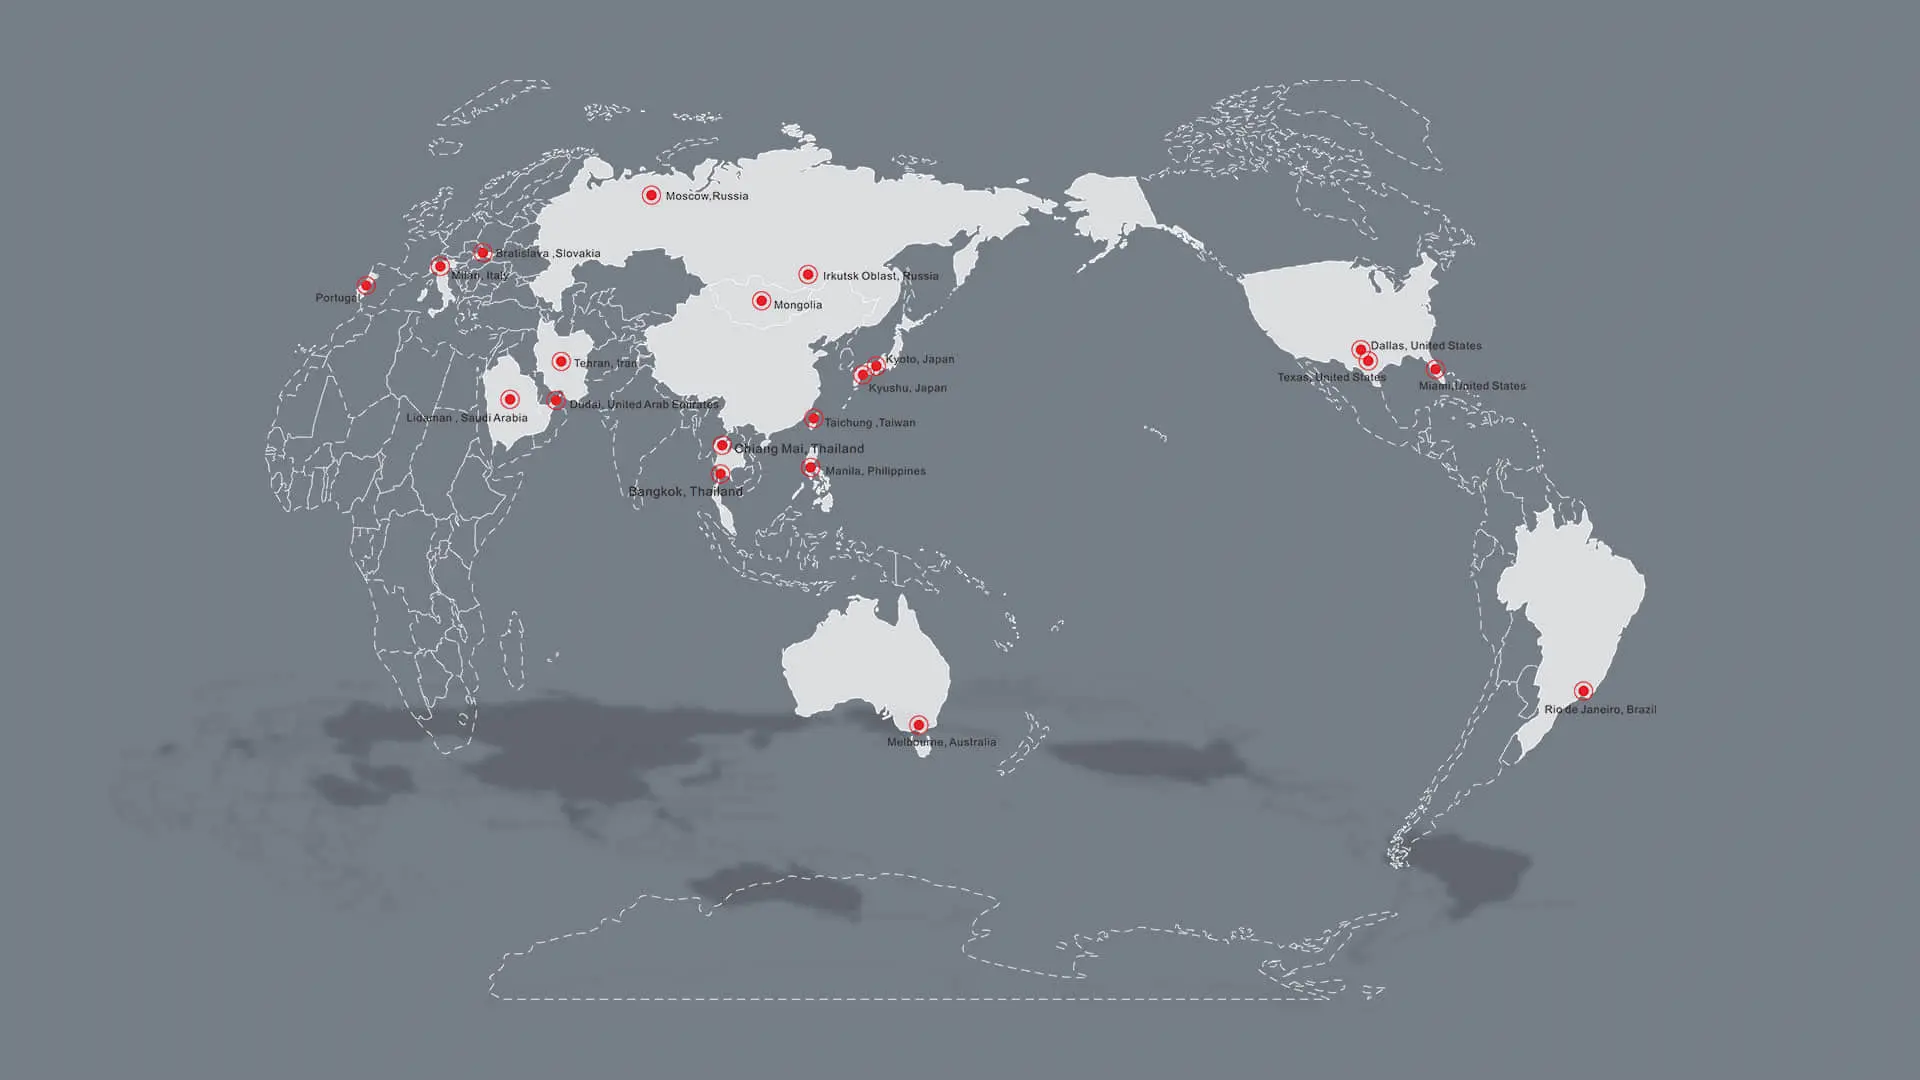 Moscow,Russia
Bratislava ,Slovakia
Milan, Italy
Portugal
Irkutsk Oblast, Russia
Mongolia
Tehran, Iran
Kyoto, Japan
Kyushu, Japan
Dallas, United States
Texas, United States
Miami,United States
Dudai, United Arab Emirates
Lidaman , Saudi Arabia
Taichung ,Taiwan
Chiang Mai, Thailand
Manila, Philippines
Bangkok, Thailand
Rio de Janeiro, Brazil
Melbourne, Australia